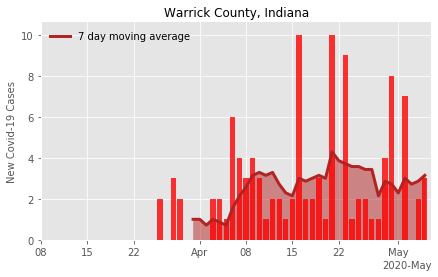 Warrick County, Indiana
7 day moving average
New Covid-19 Cases
10
8
6
4
2
0
08 15 22 Apr 08 15 22 May
2020-May